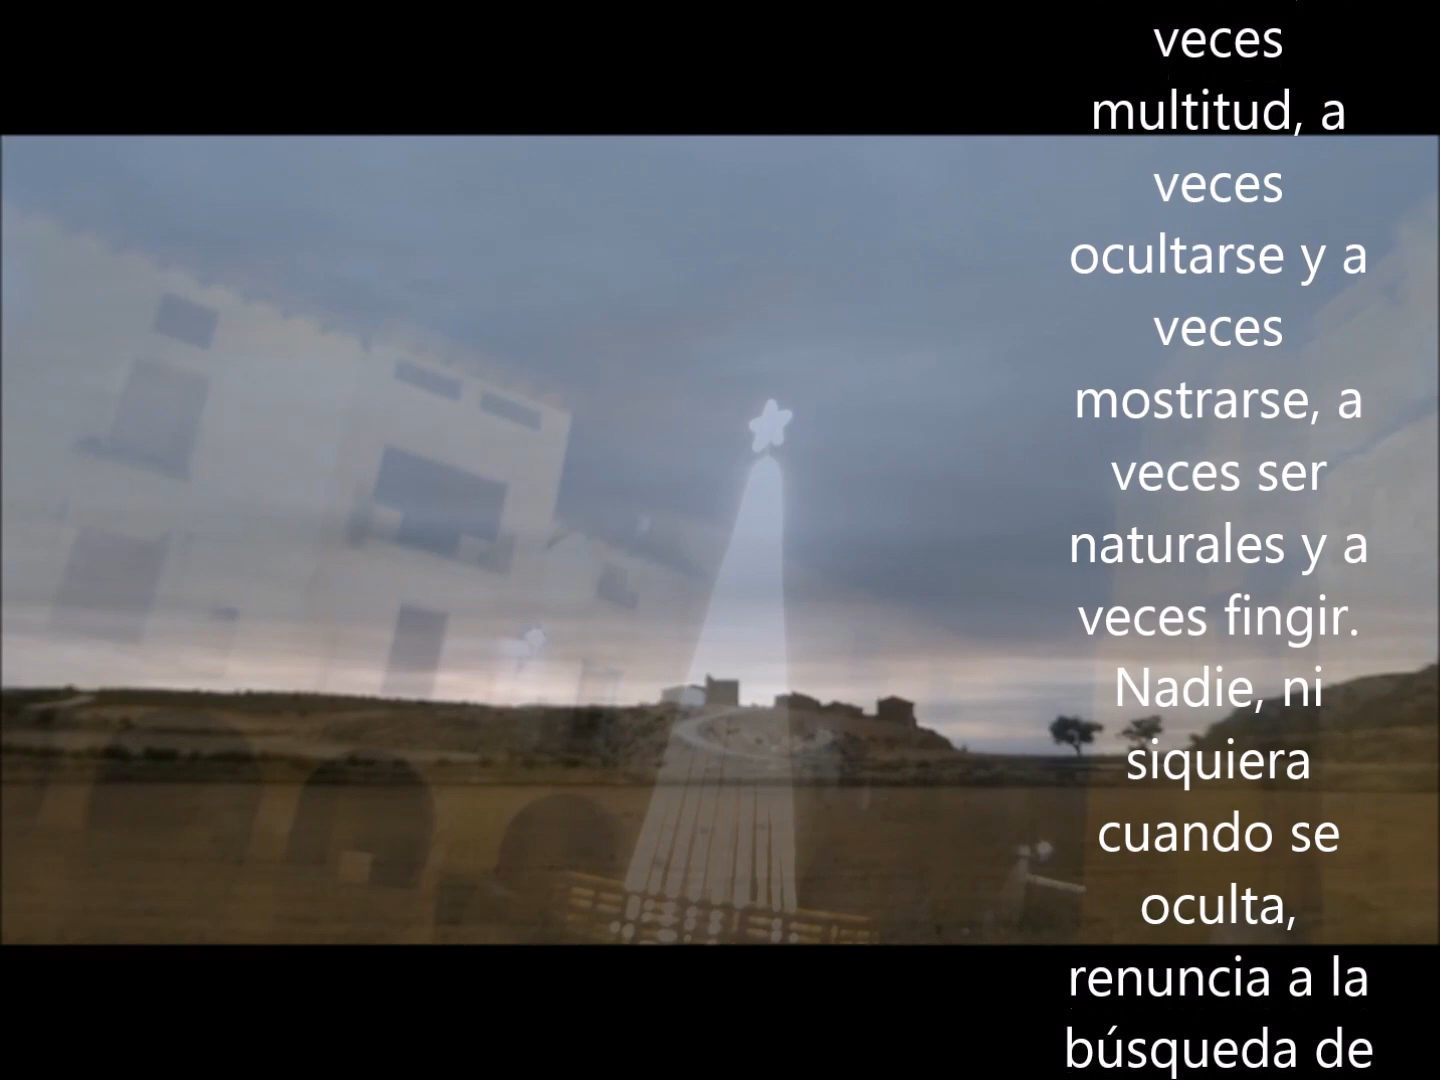 veces
multitud, a
veces
ocultarse y a
veces
mostrarse, a
veces ser
naturales y a
veces fingir.
Nadie, ni
siquiera
cuando se
oculta,
renuncia a la
búsqueda de